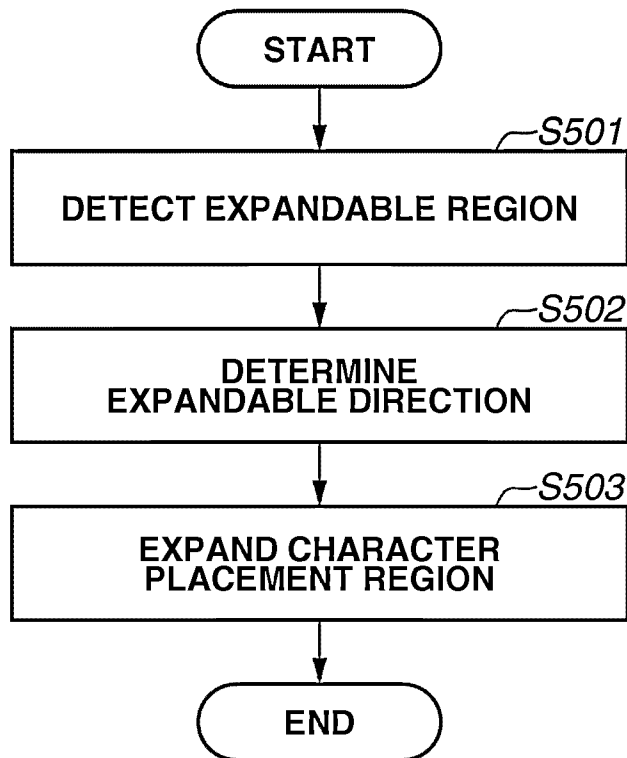 START
S501
DETECT EXPANDABLE REGION
S502
DETERMINE
EXPANDABLE DIRECTION
S503
EXPAND CHARACTER
PLACEMENT REGION
END